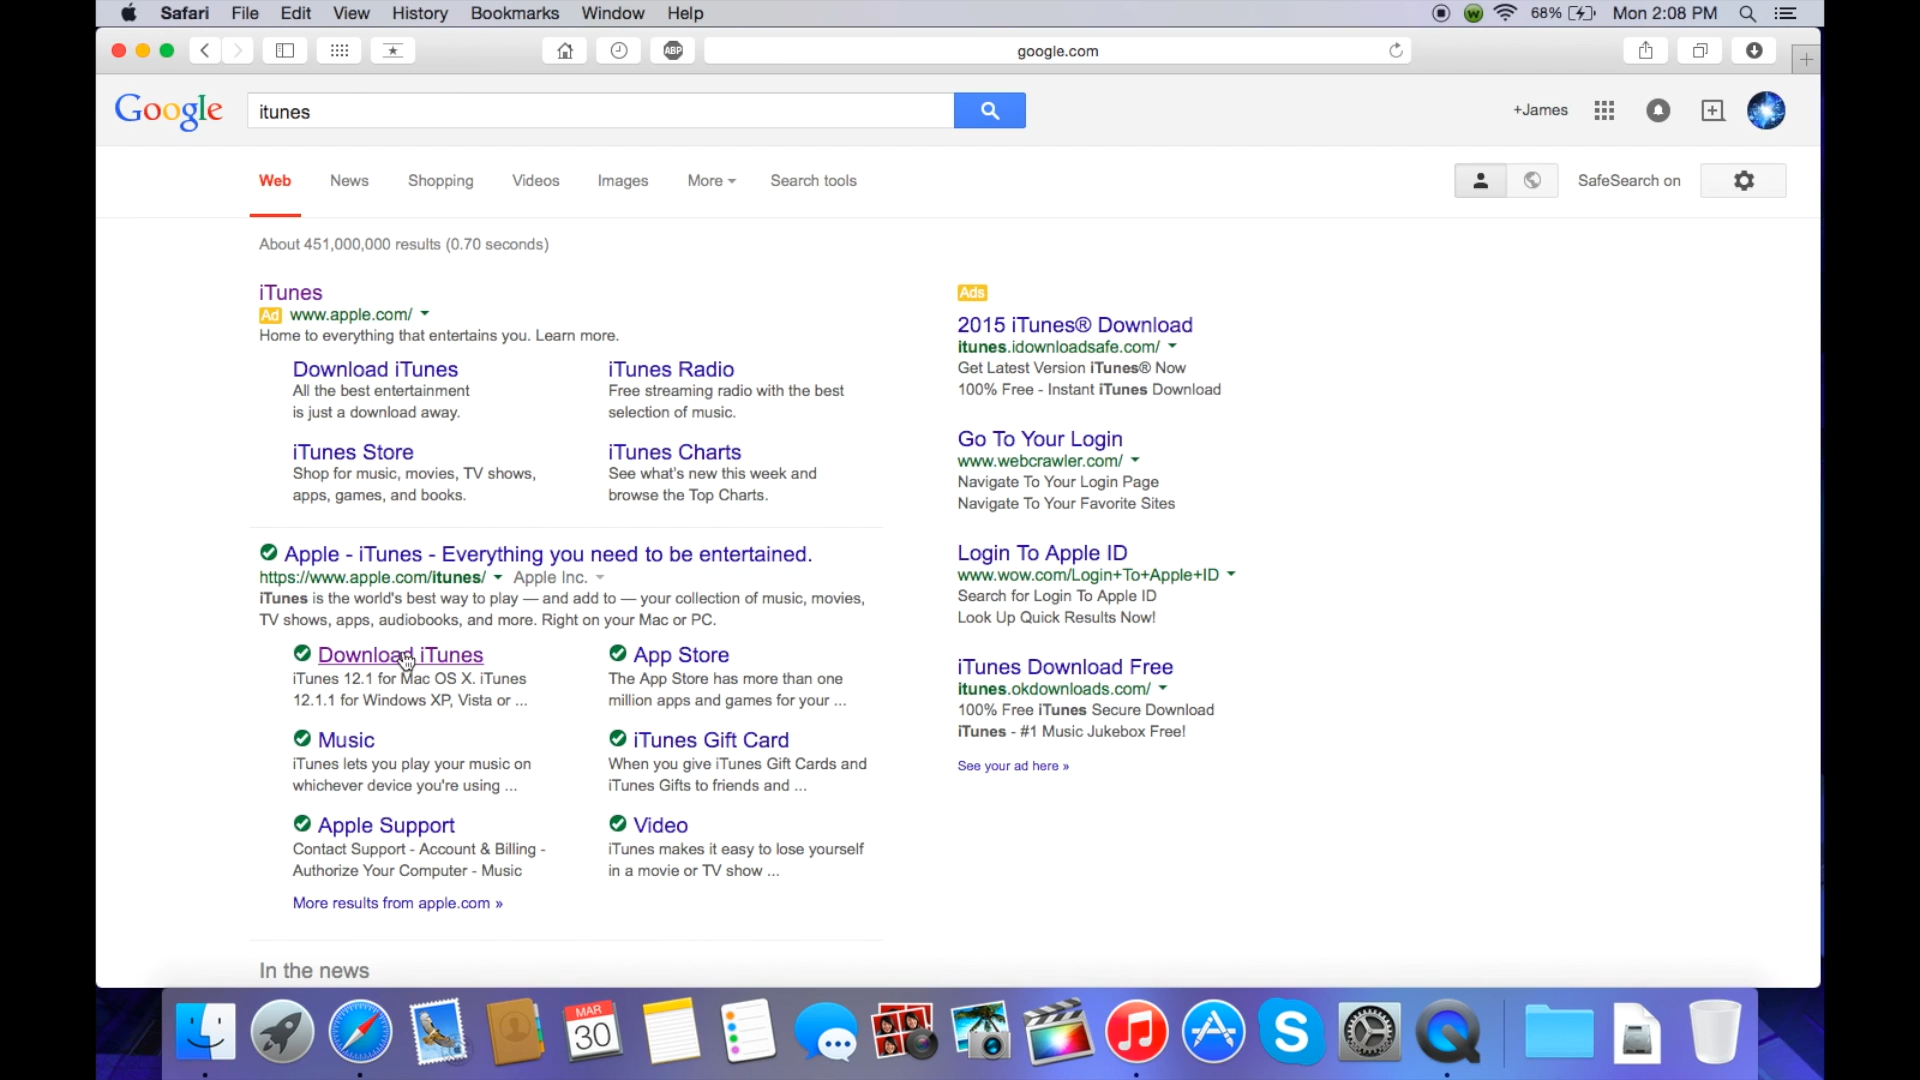 Safari File Edit View History Bookmarks Window Help
W 68% Mon 2:08 PM
ABP google.com
Google itunes +James
Web News Shopping Videos Images More Search tools SafeSearch on
About 451,000,000 results (0.70 seconds)
iTunes
Ad www.apple.com/
Home to everything that entertains you. Learn more.
Download iTunes
All the best entertainment
is just a download away.
iTunes Radio
Free streaming radio with the best
selection of music.
iTunes Store
Shop for music, movies, TV shows,
apps, games, and books.
iTunes Charts
See what's new this week and
browse the Top Charts.
Apple - iTunes - Everything you need to be entertained.
https://www.apple.com/itunes/ Apple Inc.
iTunes is the world's best way to play — and add to — your collection of music, movies,
TV shows, apps, audiobooks, and more. Right on your Mac or PC.
Download iTunes
iTunes 12.1 for Mac OS X. iTunes
12.1.1 for Windows XP, Vista or ...
App Store
The App Store has more than one
million apps and games for your ...
Music
iTunes lets you play your music on
whichever device you're using ...
iTunes Gift Card
When you give iTunes Gift Cards and
iTunes Gifts to friends and ...
Apple Support
Contact Support - Account & Billing -
Authorize Your Computer - Music
Video
iTunes makes it easy to lose yourself
in a movie or TV show ...
More results from apple.com »
In the news
Ads
2015 iTunes® Download
itunes.idownloadsafe.com/
Get Latest Version iTunes® Now
100% Free - Instant iTunes Download
Go To Your Login
www.webcrawler.com/
Navigate To Your Login Page
Navigate To Your Favorite Sites
Login To Apple ID
www.wow.com/Login+To+Apple+ID
Search for Login To Apple ID
Look Up Quick Results Now!
iTunes Download Free
itunes.okdownloads.com/
100% Free iTunes Secure Download
iTunes - #1 Music Jukebox Free!
See your ad here »
MAR
30
S